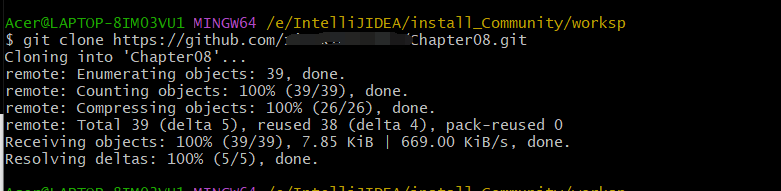 Acer@LAPTOP-8IMO3VU1 MINGW64 /e/IntelliJIDEA/install_Community/worksp
$ git clone https://github.com/ Chapter08.git
Cloning into 'Chapter08'...
remote: Enumerating objects: 39, done.
remote: Counting objects: 100% (39/39), done.
remote: Compressing objects: 100% (26/26), done.
remote: Total 39 (delta 5), reused 38 (delta 4), pack-reused 0
Receiving objects: 100% (39/39), 7.85 KiB | 669.00 KiB/s, done.
Resolving deltas: 100% (5/5), done.
Acer@LAPTOP-8IMO3VU1 MINGW64 /e/IntelliJIDEA/install_Community/worksp